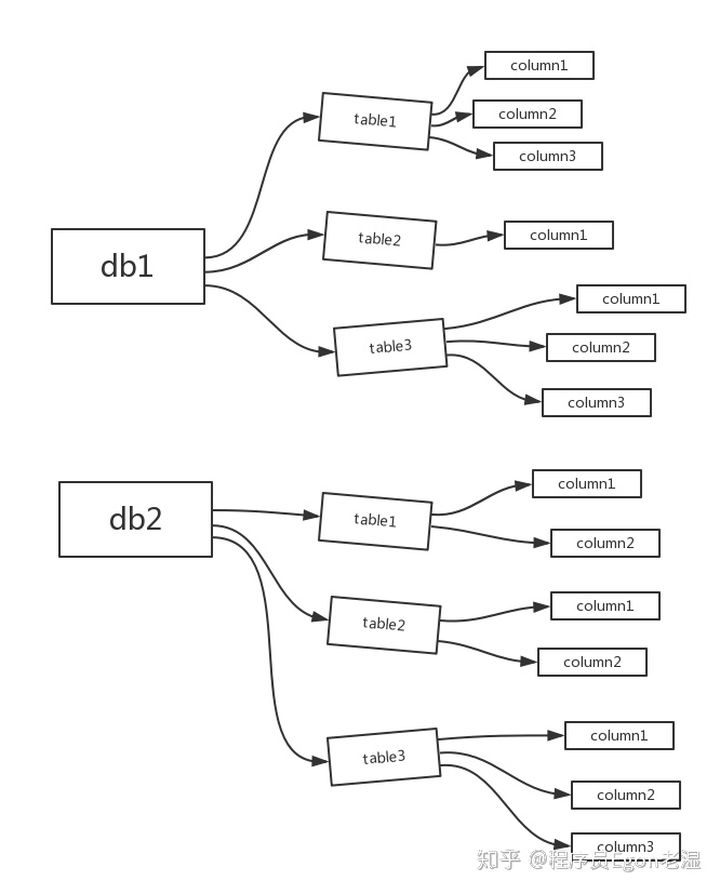 column1
table1
column2
column3
db1
table2
column1
column1
table3
column2
column3
db2
table1
column1
column2
table2
column1
column2
table3
column1
column2
column3
知乎 @程序员Egon老湿